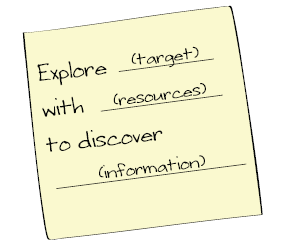 Explore (target)
with (resources)
to discover
(information)